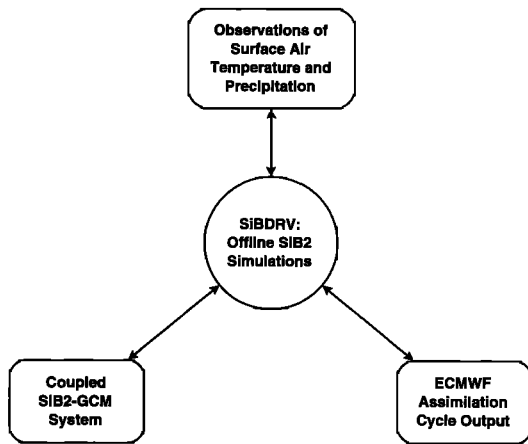 Observations of
Surface Air
Temperature and
Precipitation
SiBDRV:
Offline SiB2
Simulations
Coupled
SiB2-GCM
System
ECMWF
Assimilation
Cycle Output